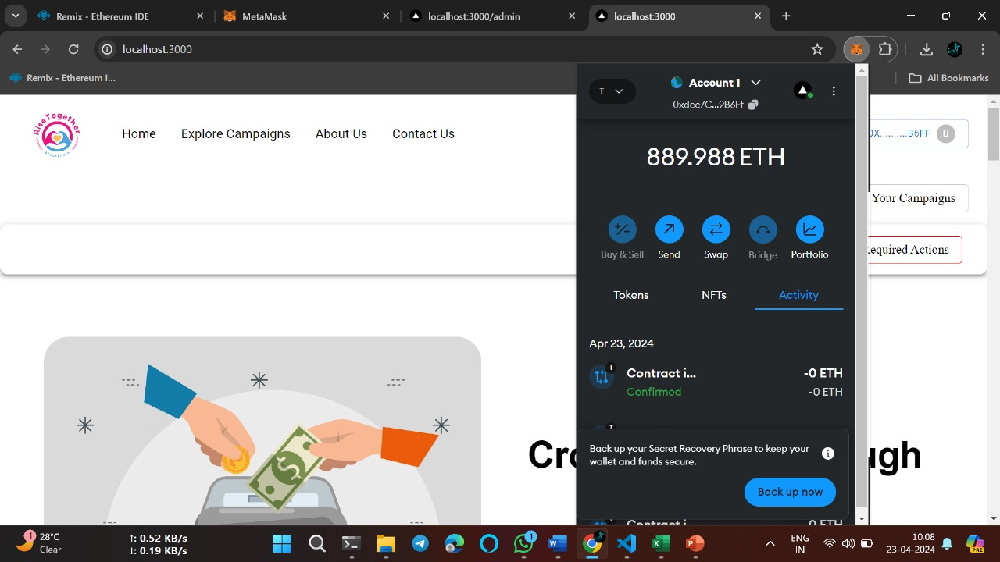 Remix - Ethereum IDE
MetaMask
localhost:3000/admin
localhost:3000
localhost:3000
Remix - Ethereum I...
All Bookmarks
RiseTogether
Home
Explore Campaigns
About Us
Contact Us
T
Account 1
0xdcc7C...9B6Ff
0X..........B6FF
U
889.988 ETH
Your Campaigns
equired Actions
Buy & Sell
Send
Swap
Bridge
Portfolio
Tokens
NFTs
Activity
Apr 23, 2024
T
Contract i...
-0 ETH
Confirmed
-0 ETH
T
Back up your Secret Recovery Phrase to keep your
wallet and funds secure.
Back up now
Cro
ugh
Contract i
0 ETH
1
28°C
Clear
↑: 0.52 KB/s
↓: 0.19 KB/s
1
ENG
IN
10:08
23-04-2024
PRE